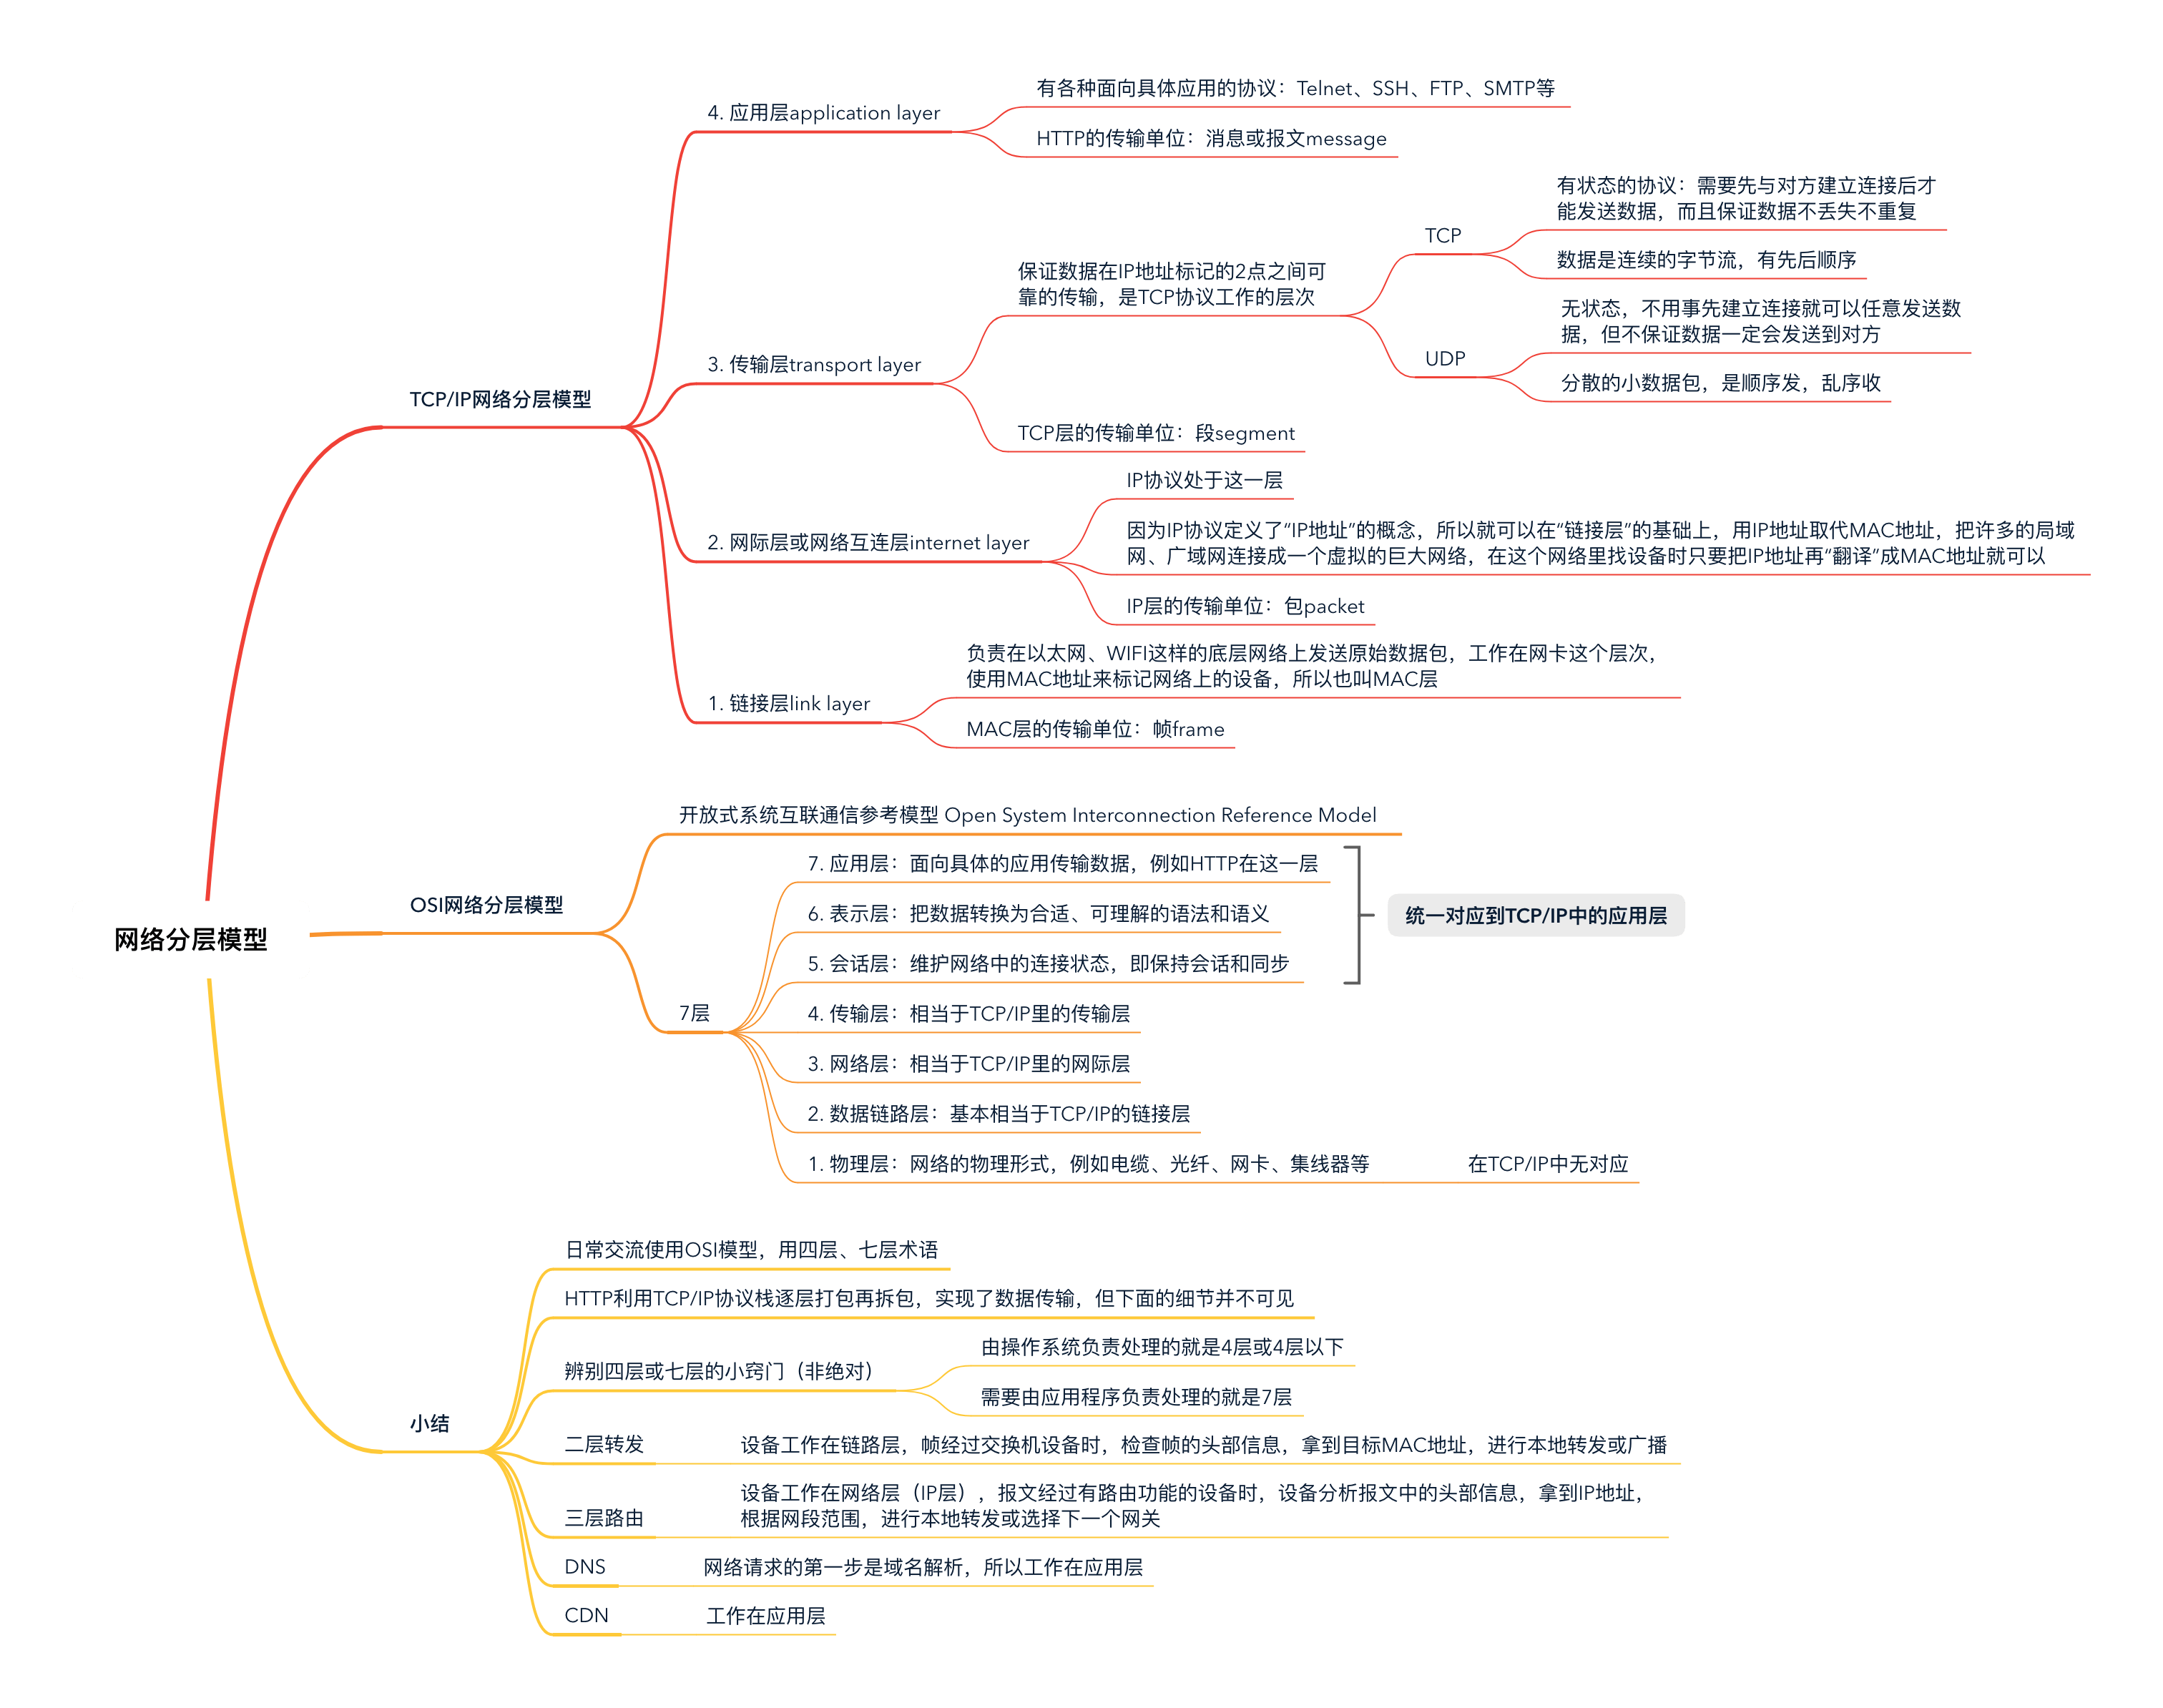 网络分层模型
TCP/IP网络分层模型
4. 应用层application layer
有各种面向具体应用的协议：Telnet、SSH、FTP、SMTP等
HTTP的传输单位：消息或报文message
3. 传输层transport layer
保证数据在IP地址标记的2点之间可
靠的传输，是TCP协议工作的层次
TCP
有状态的协议：需要先与对方建立连接后才
能发送数据，而且保证数据不丢失不重复
数据是连续的字节流，有先后顺序
UDP
无状态，不用事先建立连接就可以任意发送数
据，但不保证数据一定会发送到对方
分散的小数据包，是顺序发，乱序收
TCP层的传输单位：段segment
2. 网际层或网络互连层internet layer
IP协议处于这一层
因为IP协议定义了“IP地址”的概念，所以就可以在“链接层”的基础上，用IP地址取代MAC地址，把许多的局域
网、广域网连接成一个虚拟的巨大网络，在这个网络里找设备时只要把IP地址再“翻译”成MAC地址就可以
IP层的传输单位：包packet
1. 链接层link layer
负责在以太网、WIFI这样的底层网络上发送原始数据包，工作在网卡这个层次，
使用MAC地址来标记网络上的设备，所以也叫MAC层
MAC层的传输单位：帧frame
OSI网络分层模型
开放式系统互联通信参考模型 Open System Interconnection Reference Model
7层
7. 应用层：面向具体的应用传输数据，例如HTTP在这一层
6. 表示层：把数据转换为合适、可理解的语法和语义
5. 会话层：维护网络中的连接状态，即保持会话和同步
统一对应到TCP/IP中的应用层
4. 传输层：相当于TCP/IP里的传输层
3. 网络层：相当于TCP/IP里的网际层
2. 数据链路层：基本相当于TCP/IP的链接层
1. 物理层：网络的物理形式，例如电缆、光纤、网卡、集线器等
在TCP/IP中无对应
小结
日常交流使用OSI模型，用四层、七层术语
HTTP利用TCP/IP协议栈逐层打包再拆包，实现了数据传输，但下面的细节并不可见
辨别四层或七层的小窍门（非绝对）
由操作系统负责处理的就是4层或4层以下
需要由应用程序负责处理的就是7层
二层转发
设备工作在链路层，帧经过交换机设备时，检查帧的头部信息，拿到目标MAC地址，进行本地转发或广播
三层路由
设备工作在网络层（IP层），报文经过有路由功能的设备时，设备分析报文中的头部信息，拿到IP地址，
根据网段范围，进行本地转发或选择下一个网关
DNS
网络请求的第一步是域名解析，所以工作在应用层
CDN
工作在应用层